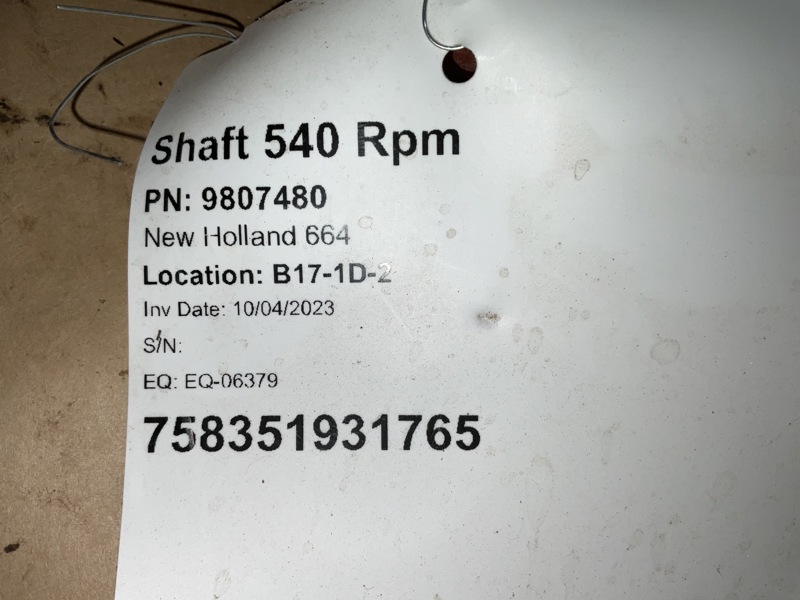 Shaft 540 Rpm
PN: 9807480
New Holland 664
Location: B17-1D-2
Inv Date: 10/04/2023
S/N:
EQ: EQ-06379
758351931765